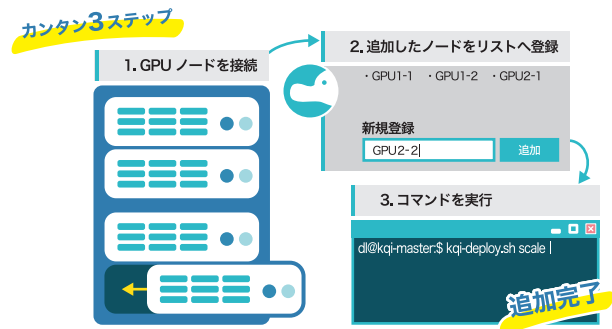 カンタン3ステップ
1. GPU ノードを接続
2. 追加したノードをリストへ登録
・GPU1-1 ・GPU1-2 ・GPU2-1
新規登録
GPU2-2
追加
3. コマンドを実行
dl@kqi-master:$ kqi-deploy.sh scale
追加完了